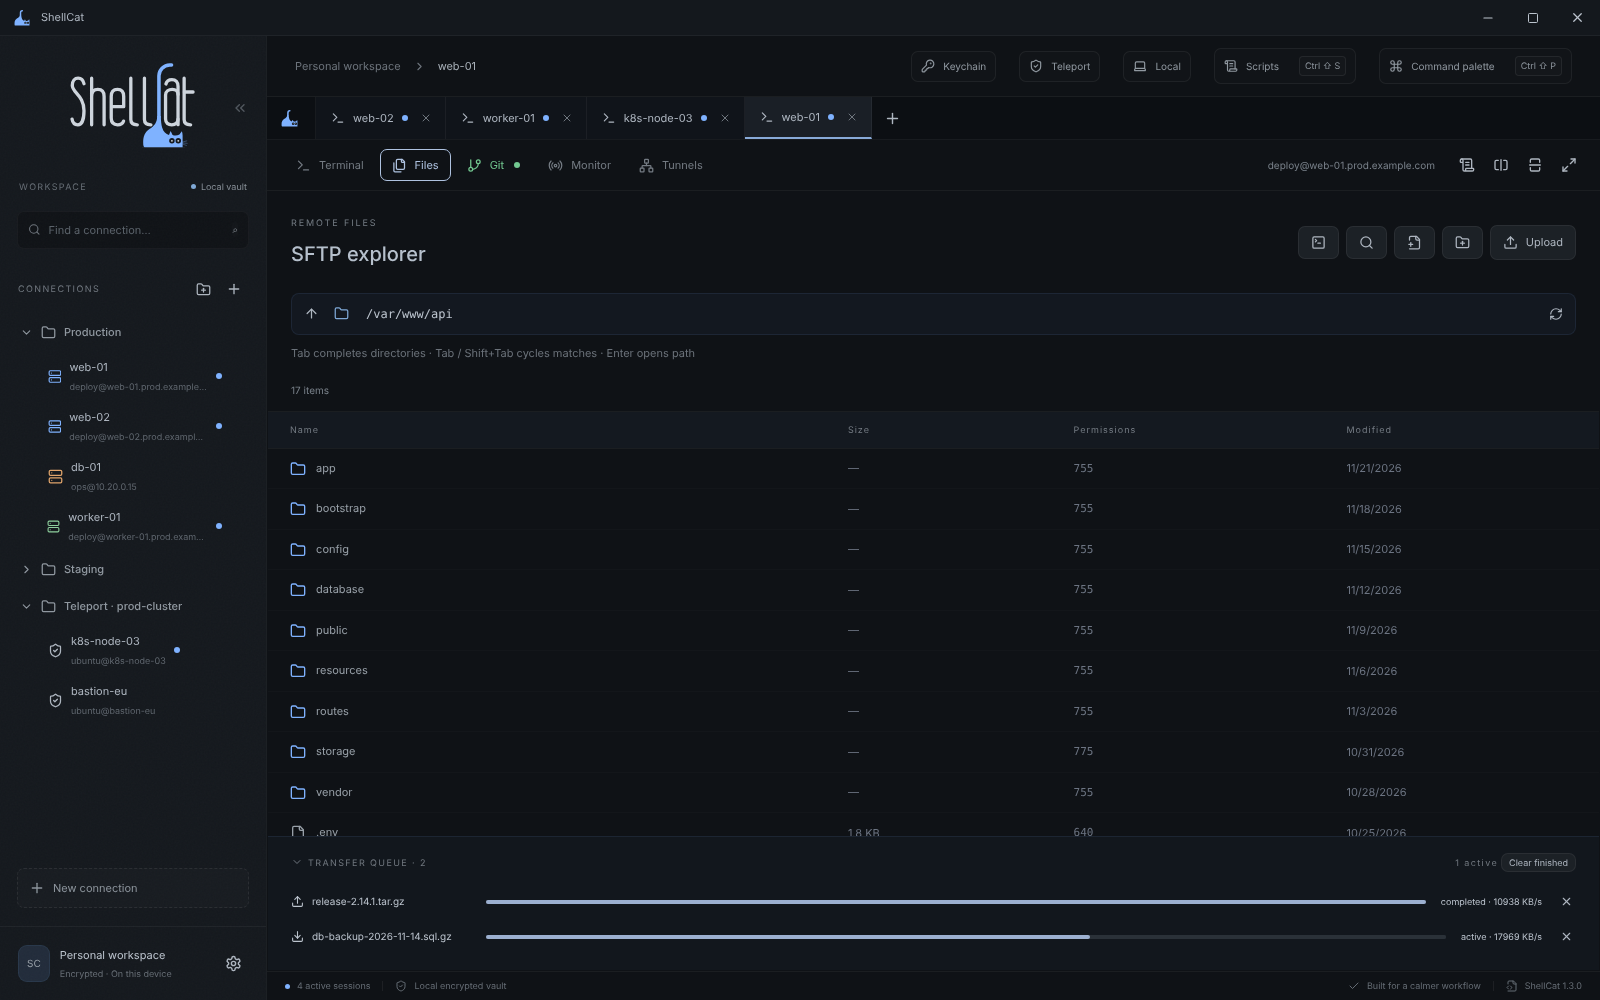 ShellCat
ShellCat
WORKSPACE
Local vault
Find a connection...
CONNECTIONS
Production
web-01
deploy@web-01.prod.example...
web-02
deploy@web-02.prod.exampl...
db-01
ops@10.20.0.15
worker-01
deploy@worker-01.prod.exam...
Staging
Teleport · prod-cluster
k8s-node-03
ubuntu@k8s-node-03
bastion-eu
ubuntu@bastion-eu
New connection
SC
Personal workspace
Encrypted · On this device
Personal workspace > web-01
Keychain
Teleport
Local
Scripts Ctrl ⇧ S
Command palette Ctrl ⇧ P
web-02
worker-01
k8s-node-03
web-01
Terminal
Files
Git
Monitor
Tunnels
deploy@web-01.prod.example.com
REMOTE FILES
SFTP explorer
Upload
/var/www/api
Tab completes directories · Tab / Shift+Tab cycles matches · Enter opens path
17 items
Name Size Permissions Modified
app — 755 11/21/2026
bootstrap — 755 11/18/2026
config — 755 11/15/2026
database — 755 11/12/2026
public — 755 11/9/2026
resources — 755 11/6/2026
routes — 755 11/3/2026
storage — 775 10/31/2026
vendor — 755 10/28/2026
.env 1.8 KB 640 10/25/2026
TRANSFER QUEUE · 2
1 active Clear finished
release-2.14.1.tar.gz completed · 10938 KB/s
db-backup-2026-11-14.sql.gz active · 17969 KB/s
4 active sessions
Local encrypted vault
Built for a calmer workflow
ShellCat 1.3.0